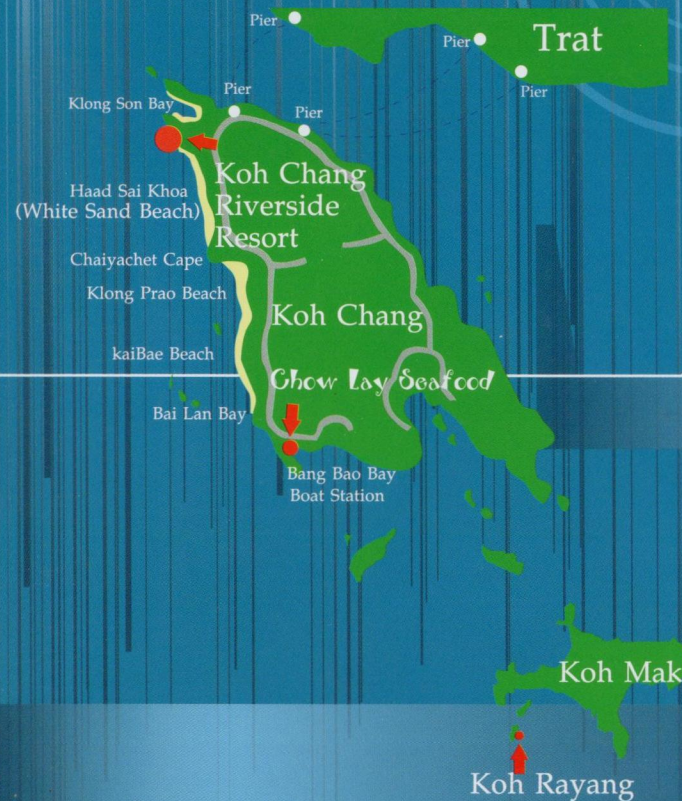 Pier
Trat
Pier
Pier
Klong Son Bay
Pier
Pier
Koh Chang
Riverside
Resort
Haad Sai Khoa
(White Sand Beach)
Chaiyachet Cape
Klong Prao Beach
Koh Chang
kaiBae Beach
Chow Lay Seafood
Bai Lan Bay
Bang Bao Bay
Boat Station
Koh Mak
Koh Rayang